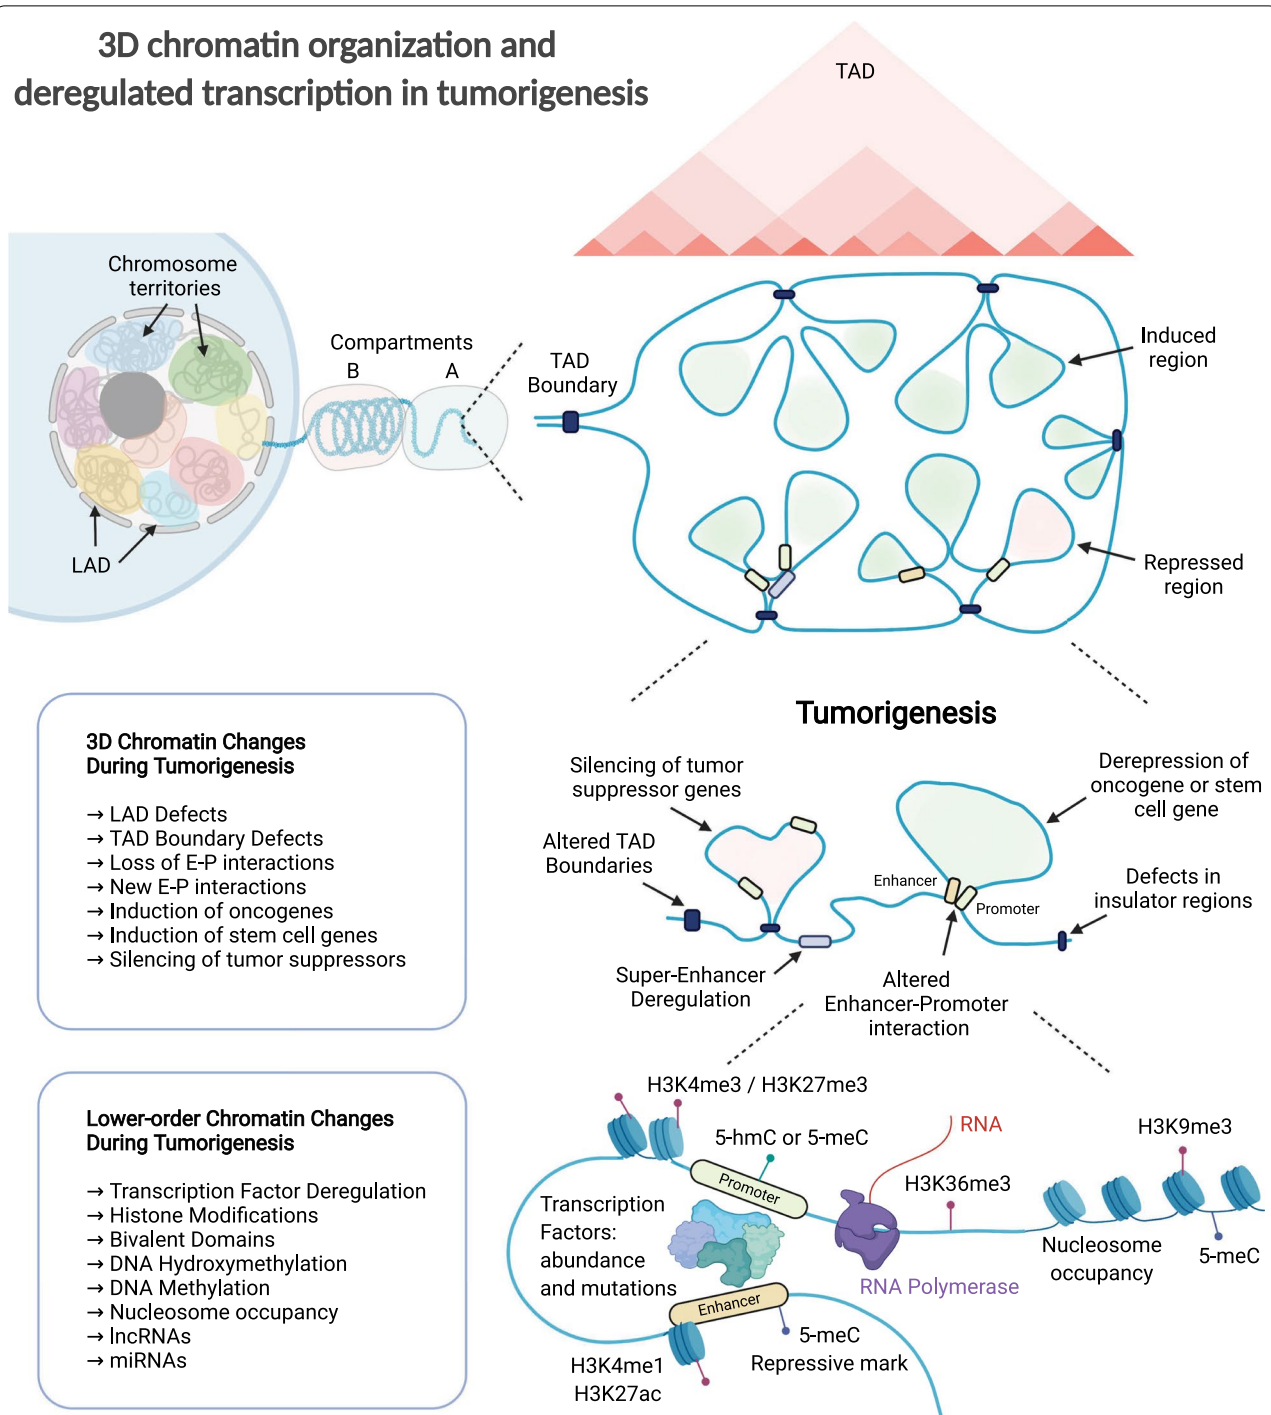 3D chromatin organization and
deregulated transcription in tumorigenesis
TAD
Chromosome
territories
LAD
Compartments
B
A
TAD
Boundary
Induced
region
Repressed
region
Tumorigenesis
3D Chromatin Changes
During Tumorigenesis
→ LAD Defects
→ TAD Boundary Defects
→ Loss of E-P interactions
→ New E-P interactions
→ Induction of oncogenes
→ Induction of stem cell genes
→ Silencing of tumor suppressors
Silencing of tumor
suppressor genes
Altered TAD
Boundaries
Derepression of
oncogene or stem
cell gene
Enhancer
Promoter
Defects in
insulator regions
Super-Enhancer
Deregulation
Altered
Enhancer-Promoter
interaction
Lower-order Chromatin Changes
During Tumorigenesis
→ Transcription Factor Deregulation
→ Histone Modifications
→ Bivalent Domains
→ DNA Hydroxymethylation
→ DNA Methylation
→ Nucleosome occupancy
→ lncRNAs
→ miRNAs
H3K4me3 / H3K27me3
5-hmC or 5-meC
Promoter
RNA
H3K36me3
H3K9me3
Transcription
Factors:
abundance
and mutations
RNA Polymerase
Nucleosome
occupancy
5-meC
Enhancer
5-meC
Repressive mark
H3K4me1
H3K27ac